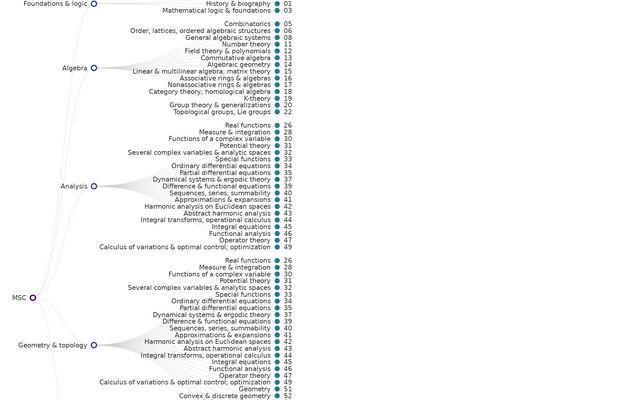 Foundations & logic
History & biography 01
Mathematical logic & foundations 03
Combinatorics 05
Order, lattices, ordered algebraic structures 06
General algebraic systems 08
Number theory 11
Field theory & polynomials 12
Commutative algebra 13
Algebraic geometry 14
Algebra
Linear & multilinear algebra; matrix theory 15
Associative rings & algebras 16
Nonassociative rings & algebras 17
Category theory; homological algebra 18
K-theory 19
Group theory & generalizations 20
Topological groups, Lie groups 22
Real functions 26
Measure & integration 28
Functions of a complex variable 30
Potential theory 31
Several complex variables & analytic spaces 32
Special functions 33
Ordinary differential equations 34
Partial differential equations 35
Dynamical systems & ergodic theory 37
Analysis
Difference & functional equations 39
Sequences, series, summability 40
Approximations & expansions 41
Harmonic analysis on Euclidean spaces 42
Abstract harmonic analysis 43
Integral transforms, operational calculus 44
Integral equations 45
Functional analysis 46
Operator theory 47
Calculus of variations & optimal control; optimization 49
Real functions 26
Measure & integration 28
Functions of a complex variable 30
Potential theory 31
Several complex variables & analytic spaces 32
Special functions 33
MSC
Ordinary differential equations 34
Partial differential equations 35
Dynamical systems & ergodic theory 37
Difference & functional equations 39
Sequences, series, summability 40
Approximations & expansions 41
Harmonic analysis on Euclidean spaces 42
Geometry & topology
Abstract harmonic analysis 43
Integral transforms, operational calculus 44
Integral equations 45
Functional analysis 46
Operator theory 47
Calculus of variations & optimal control; optimization 49
Geometry 51
Convex & discrete geometry 52